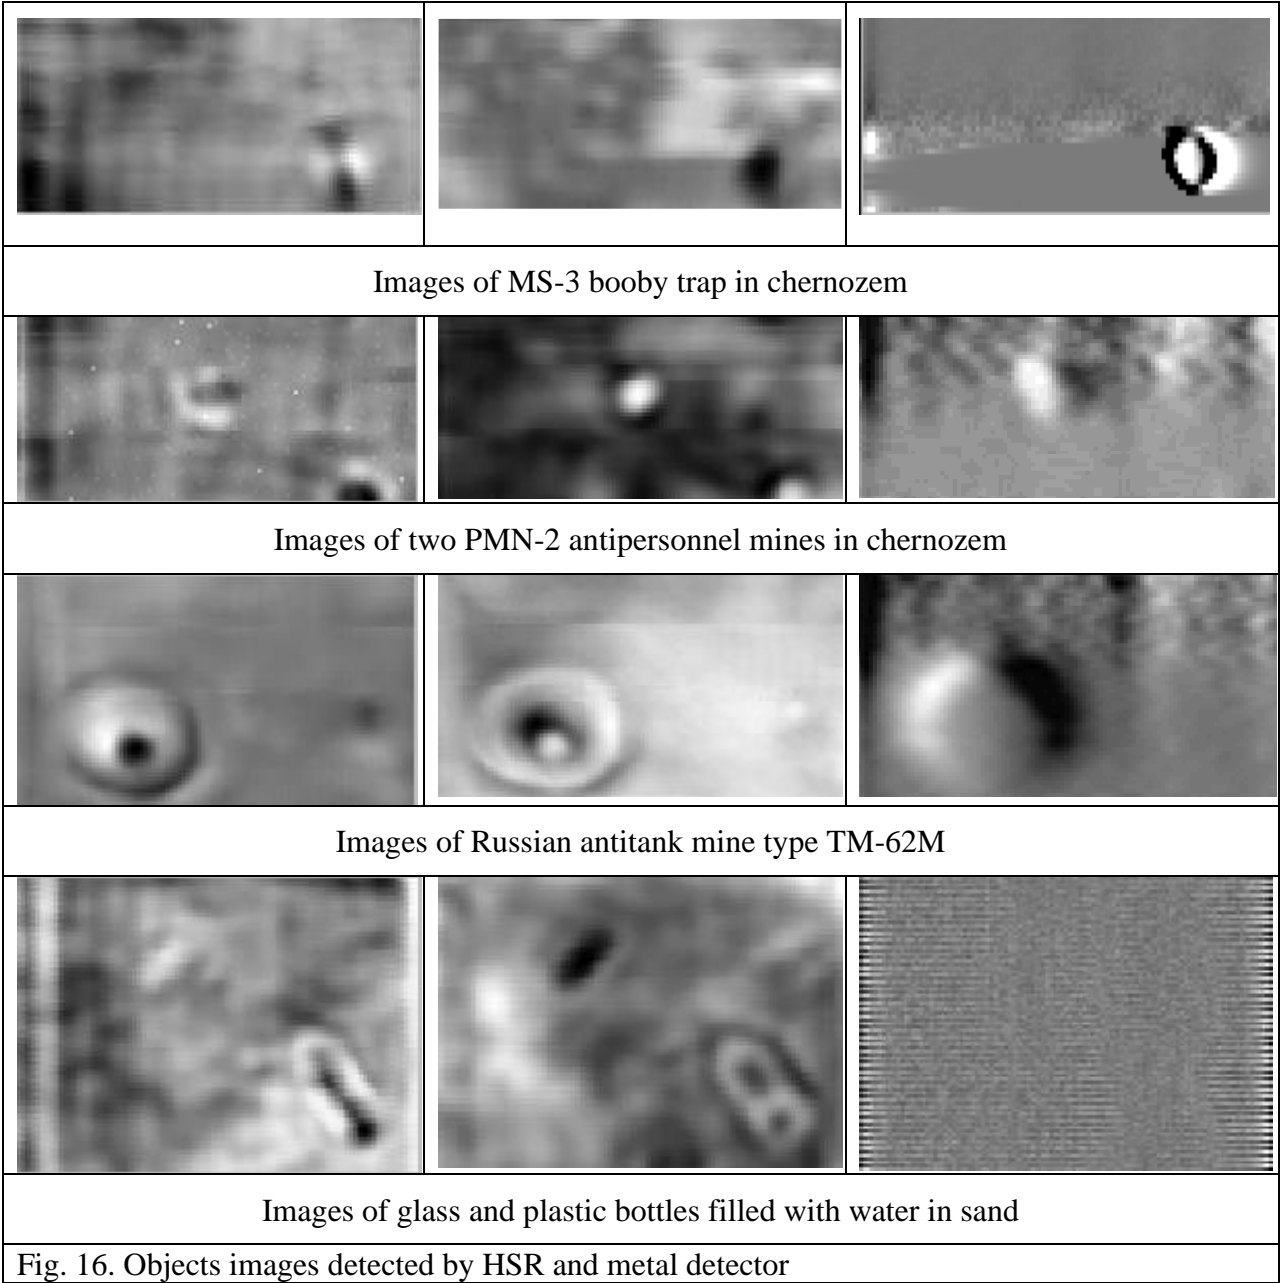 Images of MS-3 booby trap in chernozem
Images of two PMN-2 antipersonnel mines in chernozem
Images of Russian antitank mine type TM-62M
Images of glass and plastic bottles filled with water in sand
Fig. 16. Objects images detected by HSR and metal detector